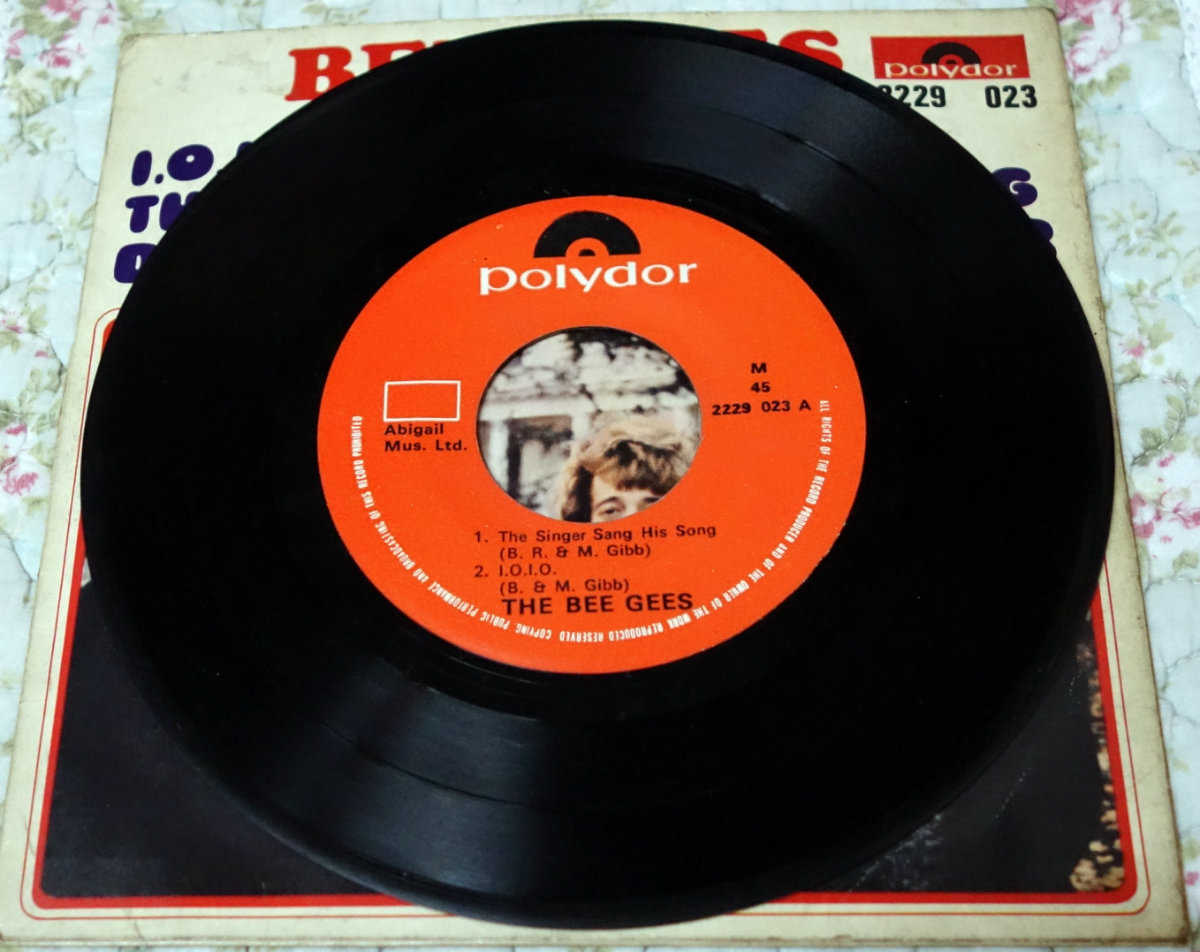 polydor
2229 023
I.O.
polydor
M
45
2229 023 A
Abigail
Mus. Ltd.
1. The Singer Sang His Song
(B. R. & M. Gibb)
2. I.O.I.O.
(B. & M. Gibb)
THE BEE GEES
ALL RIGHTS OF THE RECORD PRODUCER AND OF THE OWNER OF THE WORK REPRODUCED RESERVED COPYING, PUBLIC PERFORMANCE AND BROADCASTING OF THIS RECORD PROHIBITED